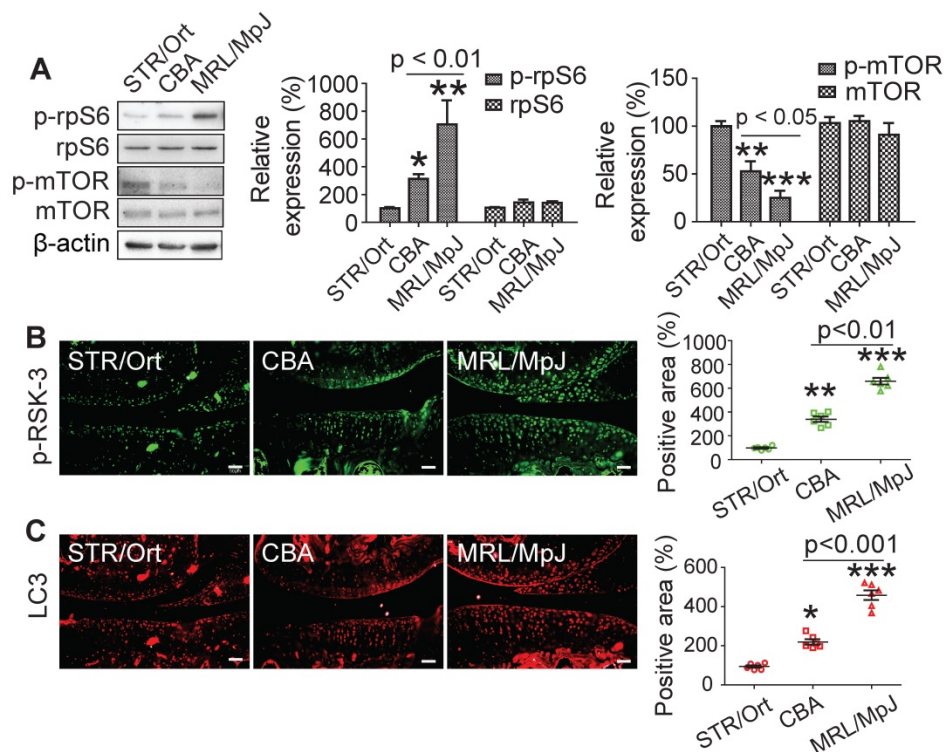 A
STR/Ort
CBA
MRL/MpJ
p-rpS6
rpS6
p-mTOR
mTOR
β-actin
Relative
expression (%)
1000
800
600
400
200
0
p < 0.01
*
**
p-rpS6
rpS6
STR/Ort
CBA
MRL/MpJ
STR/Ort
CBA
MRL/MpJ
Relative
expression (%)
150
100
50
0
p < 0.05
**
***
p-mTOR
mTOR
STR/Ort
CBA
MRL/MpJ
STR/Ort
CBA
MRL/MpJ
B
p-RSK-3
STR/Ort
CBA
MRL/MpJ
Positive area (%)
1000
800
600
400
200
0
p<0.01
**
***
STR/Ort
CBA
MRL/MpJ
C
LC3
STR/Ort
CBA
MRL/MpJ
Positive area (%)
600
400
200
0
p<0.001
*
***
STR/Ort
CBA
MRL/MpJ